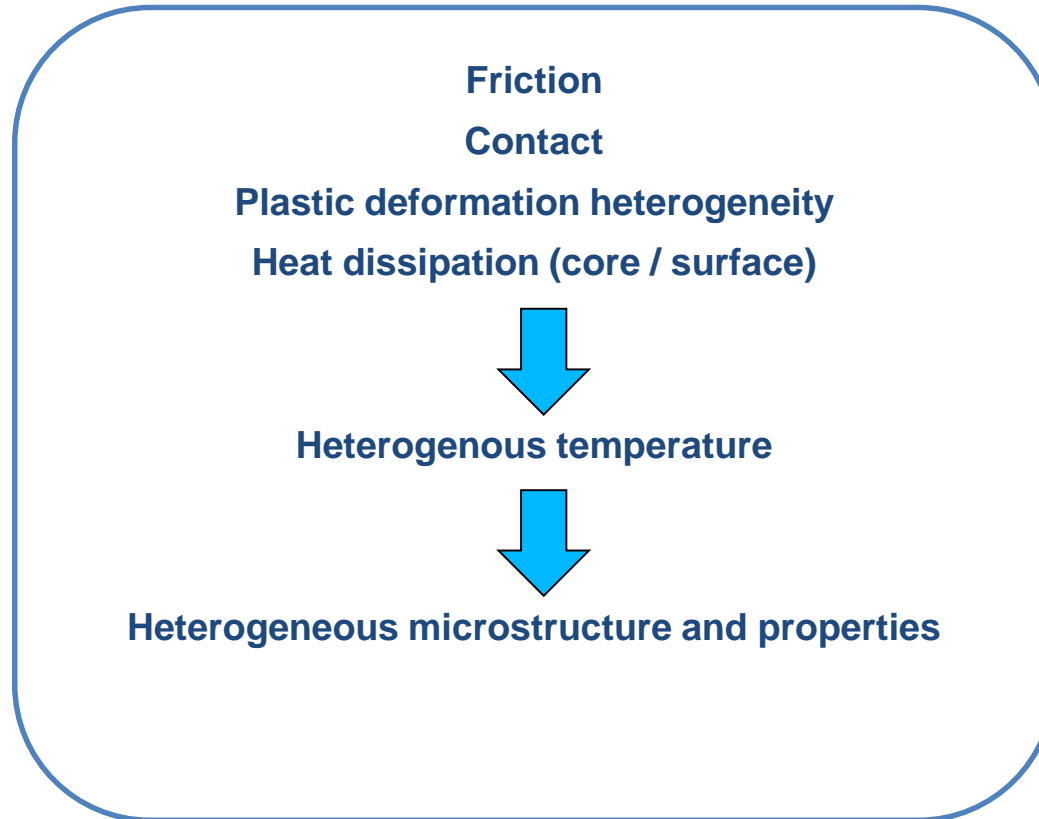 Friction
Contact
Plastic deformation heterogeneity
Heat dissipation (core / surface)
Heterogenous temperature
Heterogeneous microstructure and properties